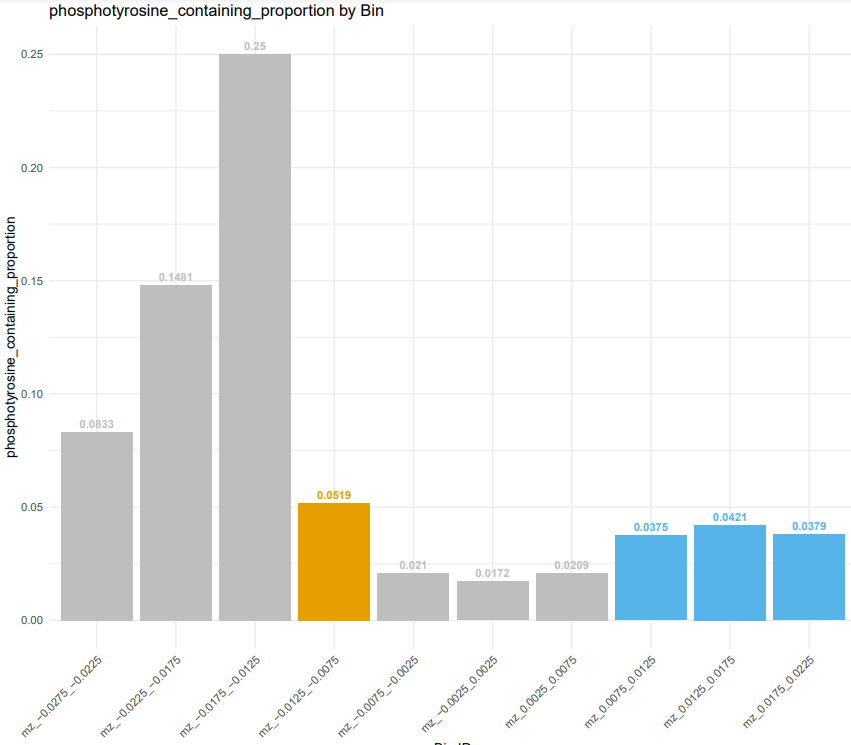 phosphotyrosine_containing_proportion by Bin
phosphotyrosine_containing_proportion
0.25
0.20
0.15
0.10
0.05
0.00
0.0833
0.1481
0.25
0.0519
0.021
0.0172
0.0209
0.0375
0.0421
0.0379
mz_−0.0275_−0.0225
mz_−0.0225_−0.0175
mz_−0.0175_−0.0125
mz_−0.0125_−0.0075
mz_−0.0075_−0.0025
mz_−0.0025_0.0025
mz_0.0025_0.0075
mz_0.0075_0.0125
mz_0.0125_0.0175
mz_0.0175_0.0225